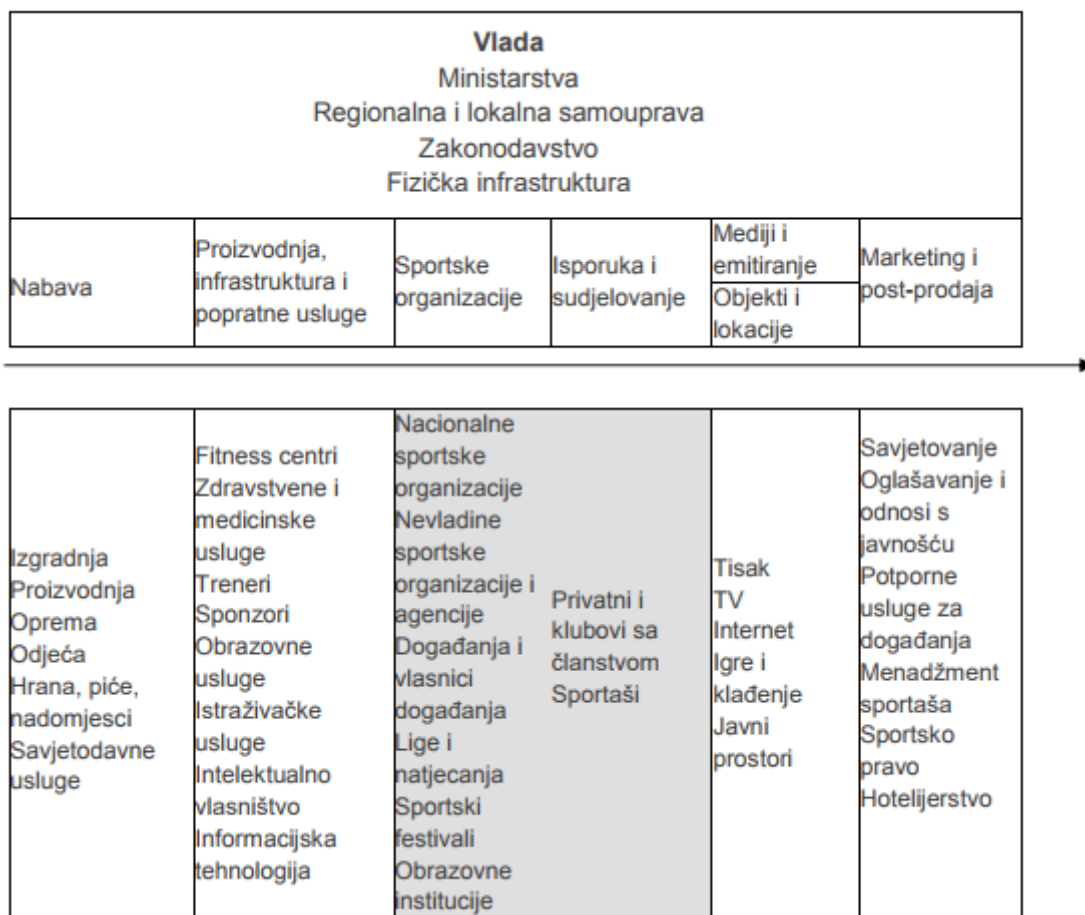 Vlada
Ministarstva
Regionalna i lokalna samouprava
Zakonodavstvo
Fizička infrastruktura
Nabava
Proizvodnja,
infrastruktura i
popratne usluge
Sportske
organizacije
Isporuka i
sudjelovanje
Mediji i
emitiranje
Objekti i
lokacije
Marketing i
post-prodaja
Izgradnja
Proizvodnja
Oprema
Odjeća
Hrana, piće,
nadomjesci
Savjetodavne
usluge
Fitness centri
Zdravstvene i
medicinske
usluge
Treneri
Sponzori
Obrazovne
usluge
Istraživačke
usluge
Intelektualno
vlasništvo
Informacijska
tehnologija
Nacionalne
sportske
organizacije
Nevladine
sportske
organizacije i
agencije
Događanja i
vlasnici
događanja
Lige i
natjecanja
Sportski
festivali
Obrazovne
institucije
Privatni i
klubovi sa
članstvom
Sportaši
Tisak
TV
Internet
Igre i
klađenje
Javni
prostori
Savjetovanje
Oglašavanje i
odnosi s
javnošću
Potporne
usluge za
događanja
Menadžment
sportaša
Sportsko
pravo
Hotelijerstvo